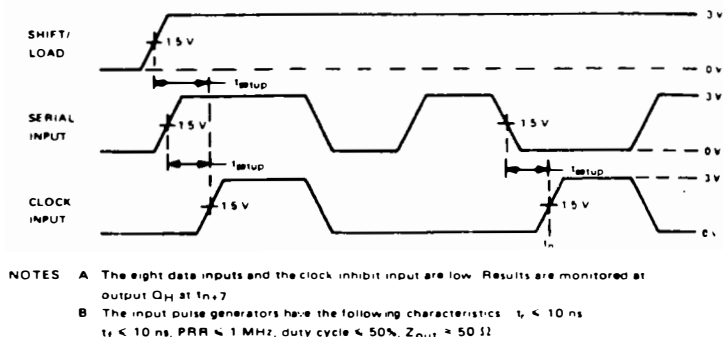 SHIFT/
LOAD
1.5 V
3 V
0 V
tsetup
SERIAL
INPUT
1.5 V
1.5 V
3 V
0 V
tsetup
tsetup
CLOCK
INPUT
1.5 V
1.5 V
3 V
0 V
tn
NOTES A The eight data inputs and the clock inhibit input are low Results are monitored at
output QH at tn+7
B The input pulse generators have the following characteristics tr ≤ 10 ns
tf ≤ 10 ns, PRR ≤ 1 MHz, duty cycle ≤ 50%, Zout ≈ 50 Ω